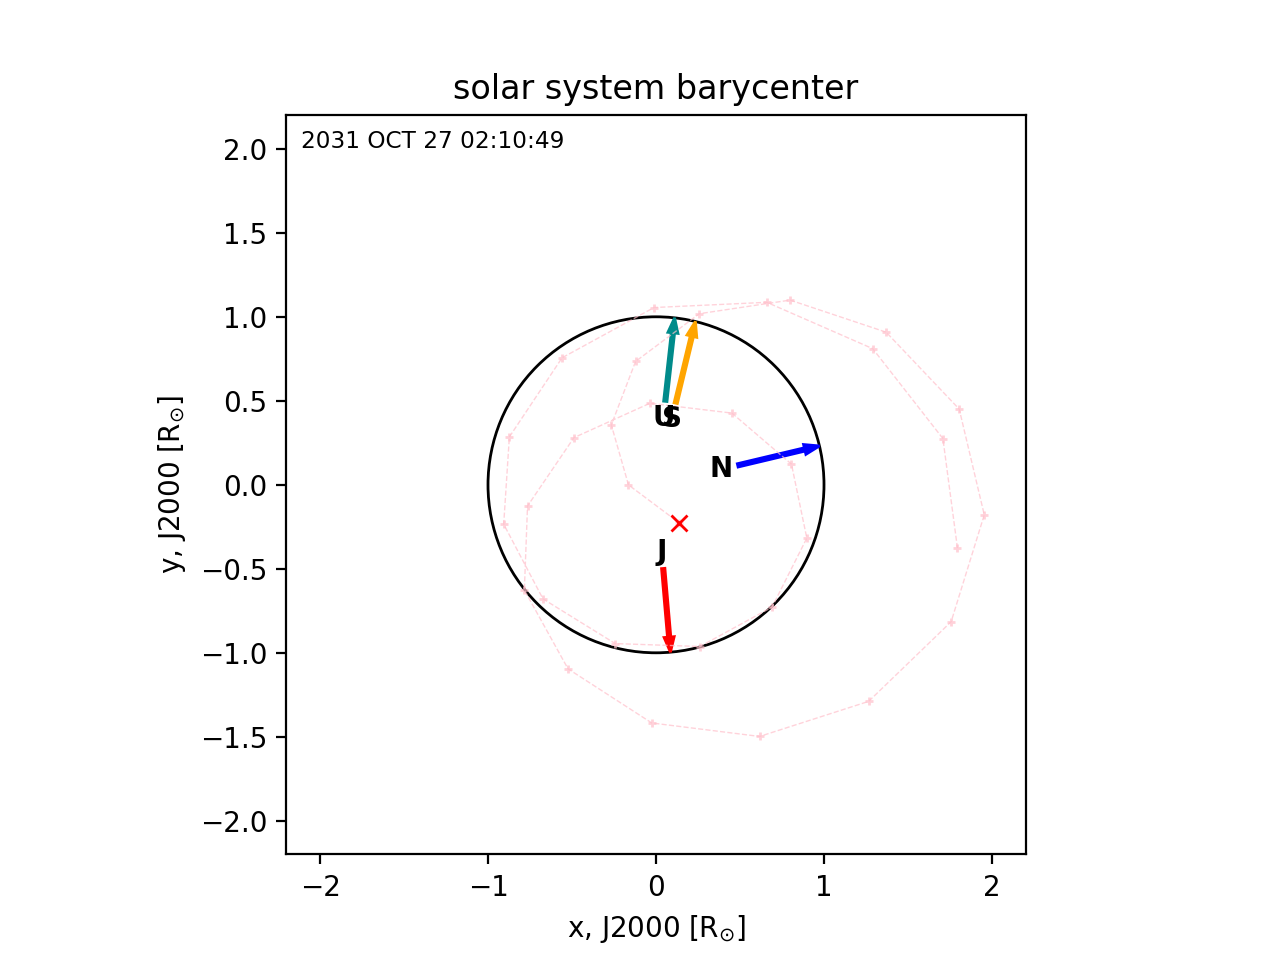 solar system barycenter
2031 OCT 27 02:10:49
2.0
1.5
1.0
0.5
0.0
−0.5
−1.0
−1.5
−2.0
y, J2000 [R☉]
U
S
N
J
−2
−1
0
1
2
x, J2000 [R☉]